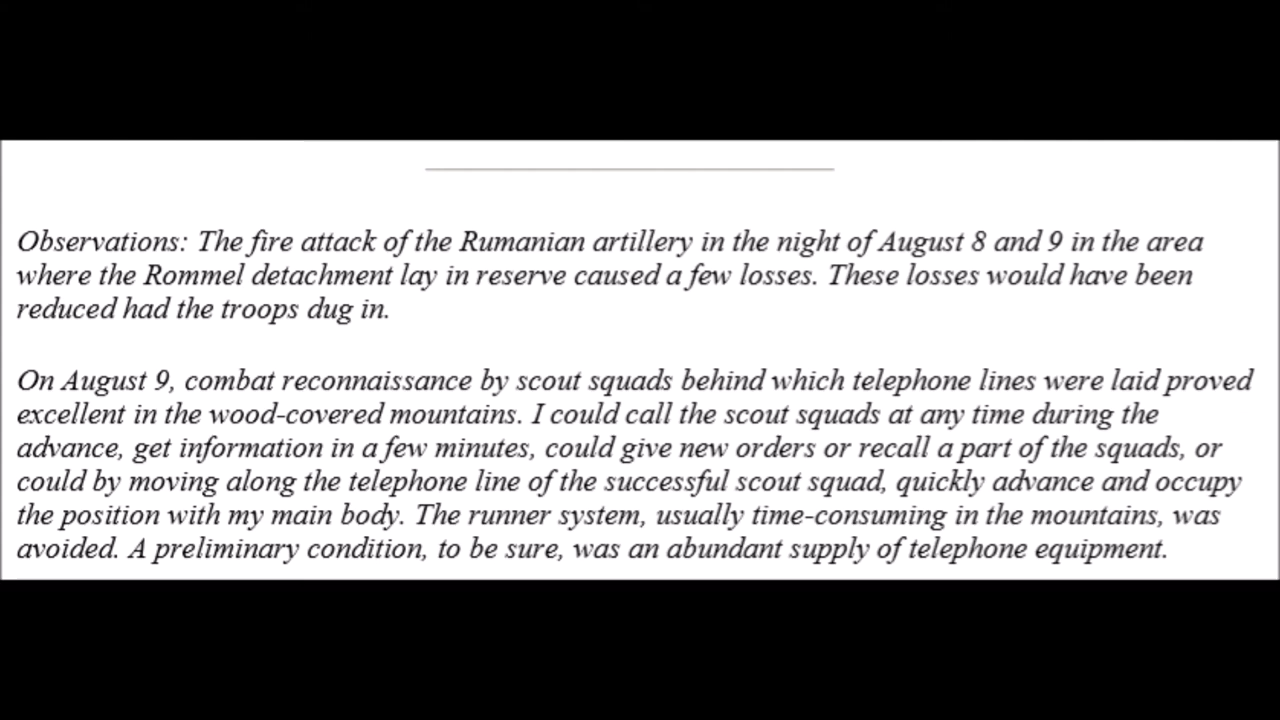 Observations: The fire attack of the Rumanian artillery in the night of August 8 and 9 in the area
where the Rommel detachment lay in reserve caused a few losses. These losses would have been
reduced had the troops dug in.
On August 9, combat reconnaissance by scout squads behind which telephone lines were laid proved
excellent in the wood-covered mountains. I could call the scout squads at any time during the
advance, get information in a few minutes, could give new orders or recall a part of the squads, or
could by moving along the telephone line of the successful scout squad, quickly advance and occupy
the position with my main body. The runner system, usually time-consuming in the mountains, was
avoided. A preliminary condition, to be sure, was an abundant supply of telephone equipment.